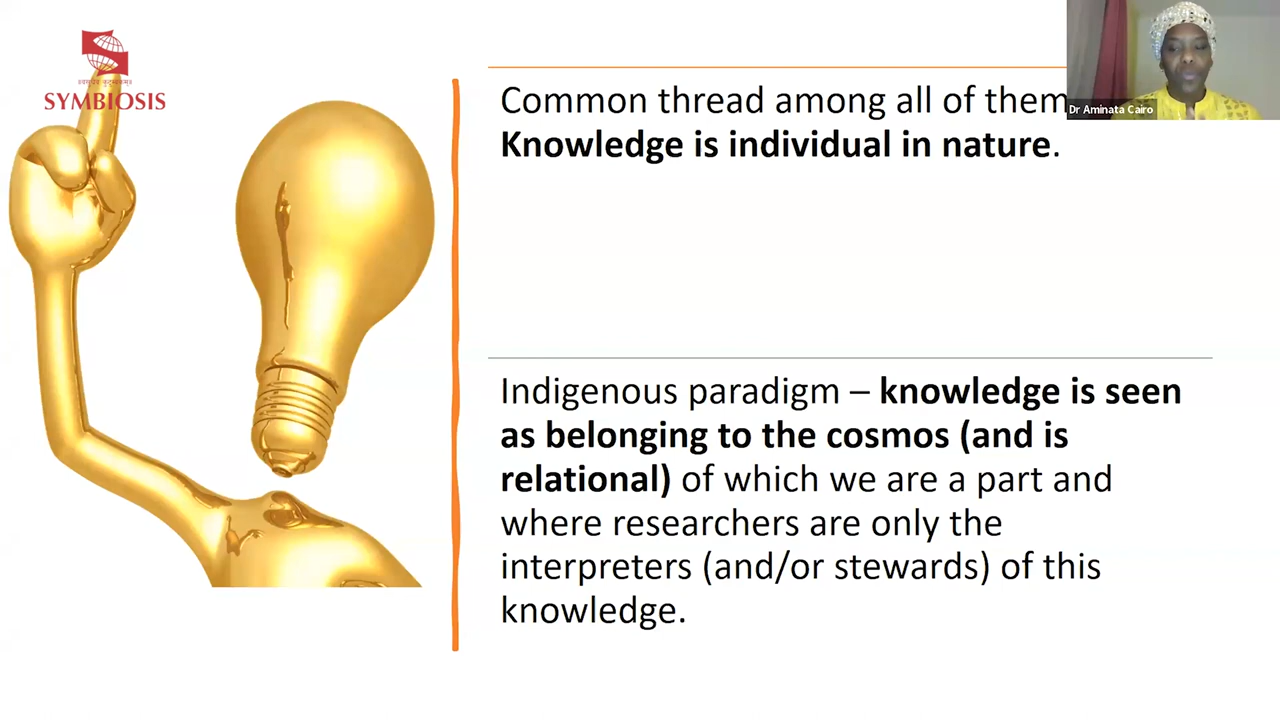 SYMBIOSIS
Common thread among all of them
Knowledge is individual in nature.
Dr Aminata Cairo
Indigenous paradigm – knowledge is seen
as belonging to the cosmos (and is
relational) of which we are a part and
where researchers are only the
interpreters (and/or stewards) of this
knowledge.